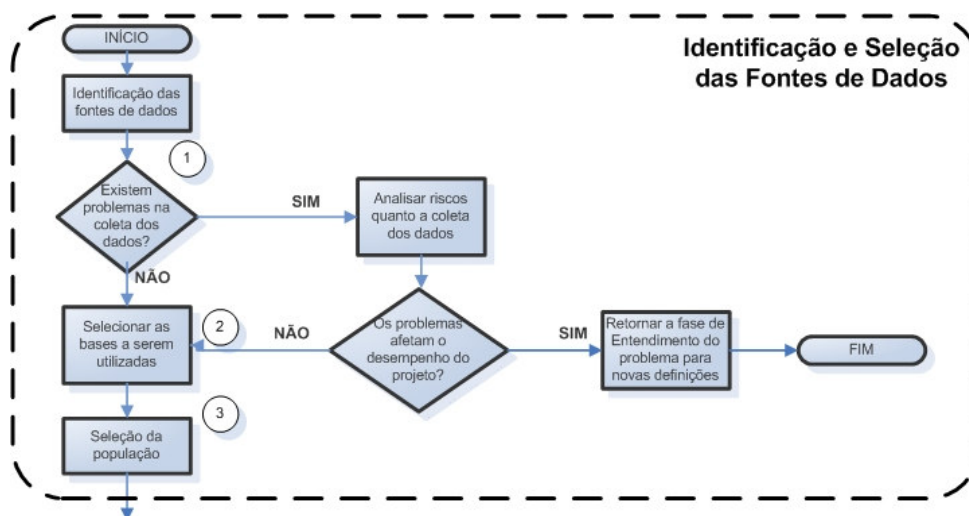 INÍCIO
Identificação e Seleção
das Fontes de Dados
Identificação das
fontes de dados
1
Existem
problemas na
coleta dos
dados?
SIM
Analisar riscos
quanto a coleta
dos dados
NÃO
Selecionar as
bases a serem
utilizadas
2
NÃO
Os problemas
afetam o
desempenho do
projeto?
SIM
Retornar a fase de
Entendimento do
problema para
novas definições
FIM
3
Seleção da
população